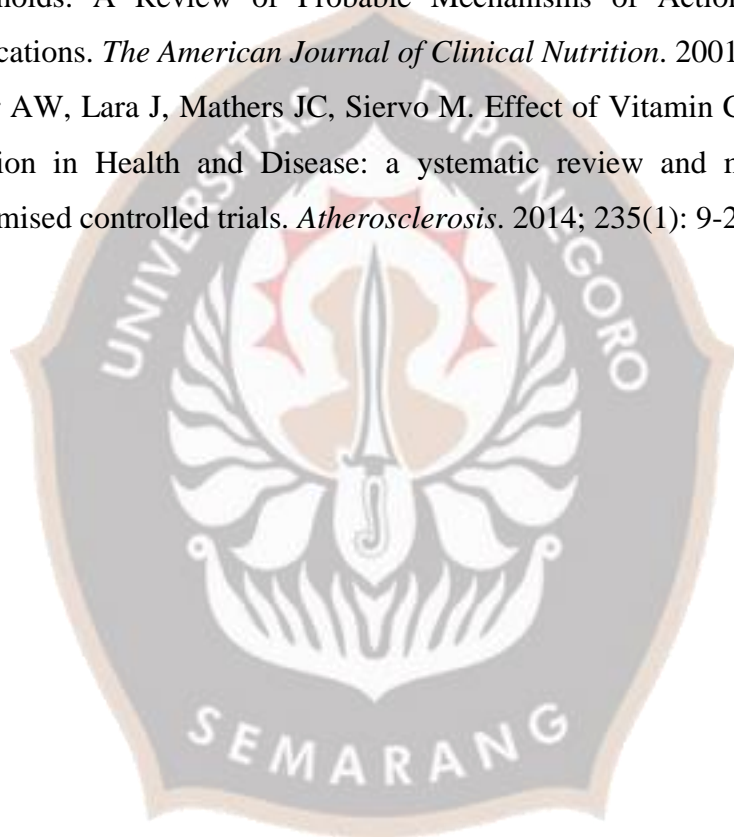 A Review of Probable Mechanisms of Action
cations. The American Journal of Clinical Nutrition. 2001
AW, Lara J, Mathers JC, Siervo M. Effect of Vitamin C
ion in Health and Disease: a ystematic review and
mised controlled trials. Atherosclerosis. 2014; 235(1): 9-2
UNIVERSITAS DIPONEGORO
SEMARANG